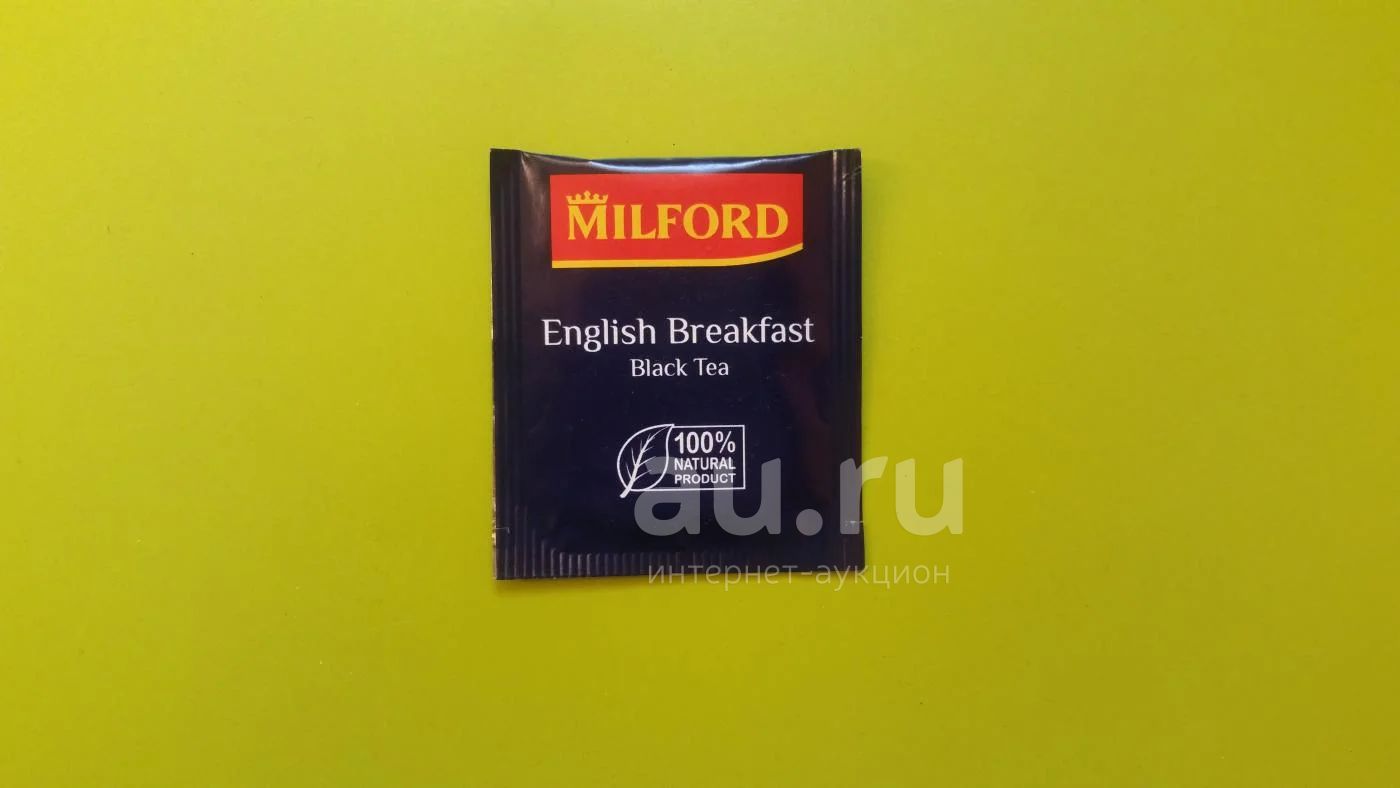 MILFORD
English Breakfast
Black Tea
100%
NATURAL
PRODUCT
au.ru
интернет-аукцион